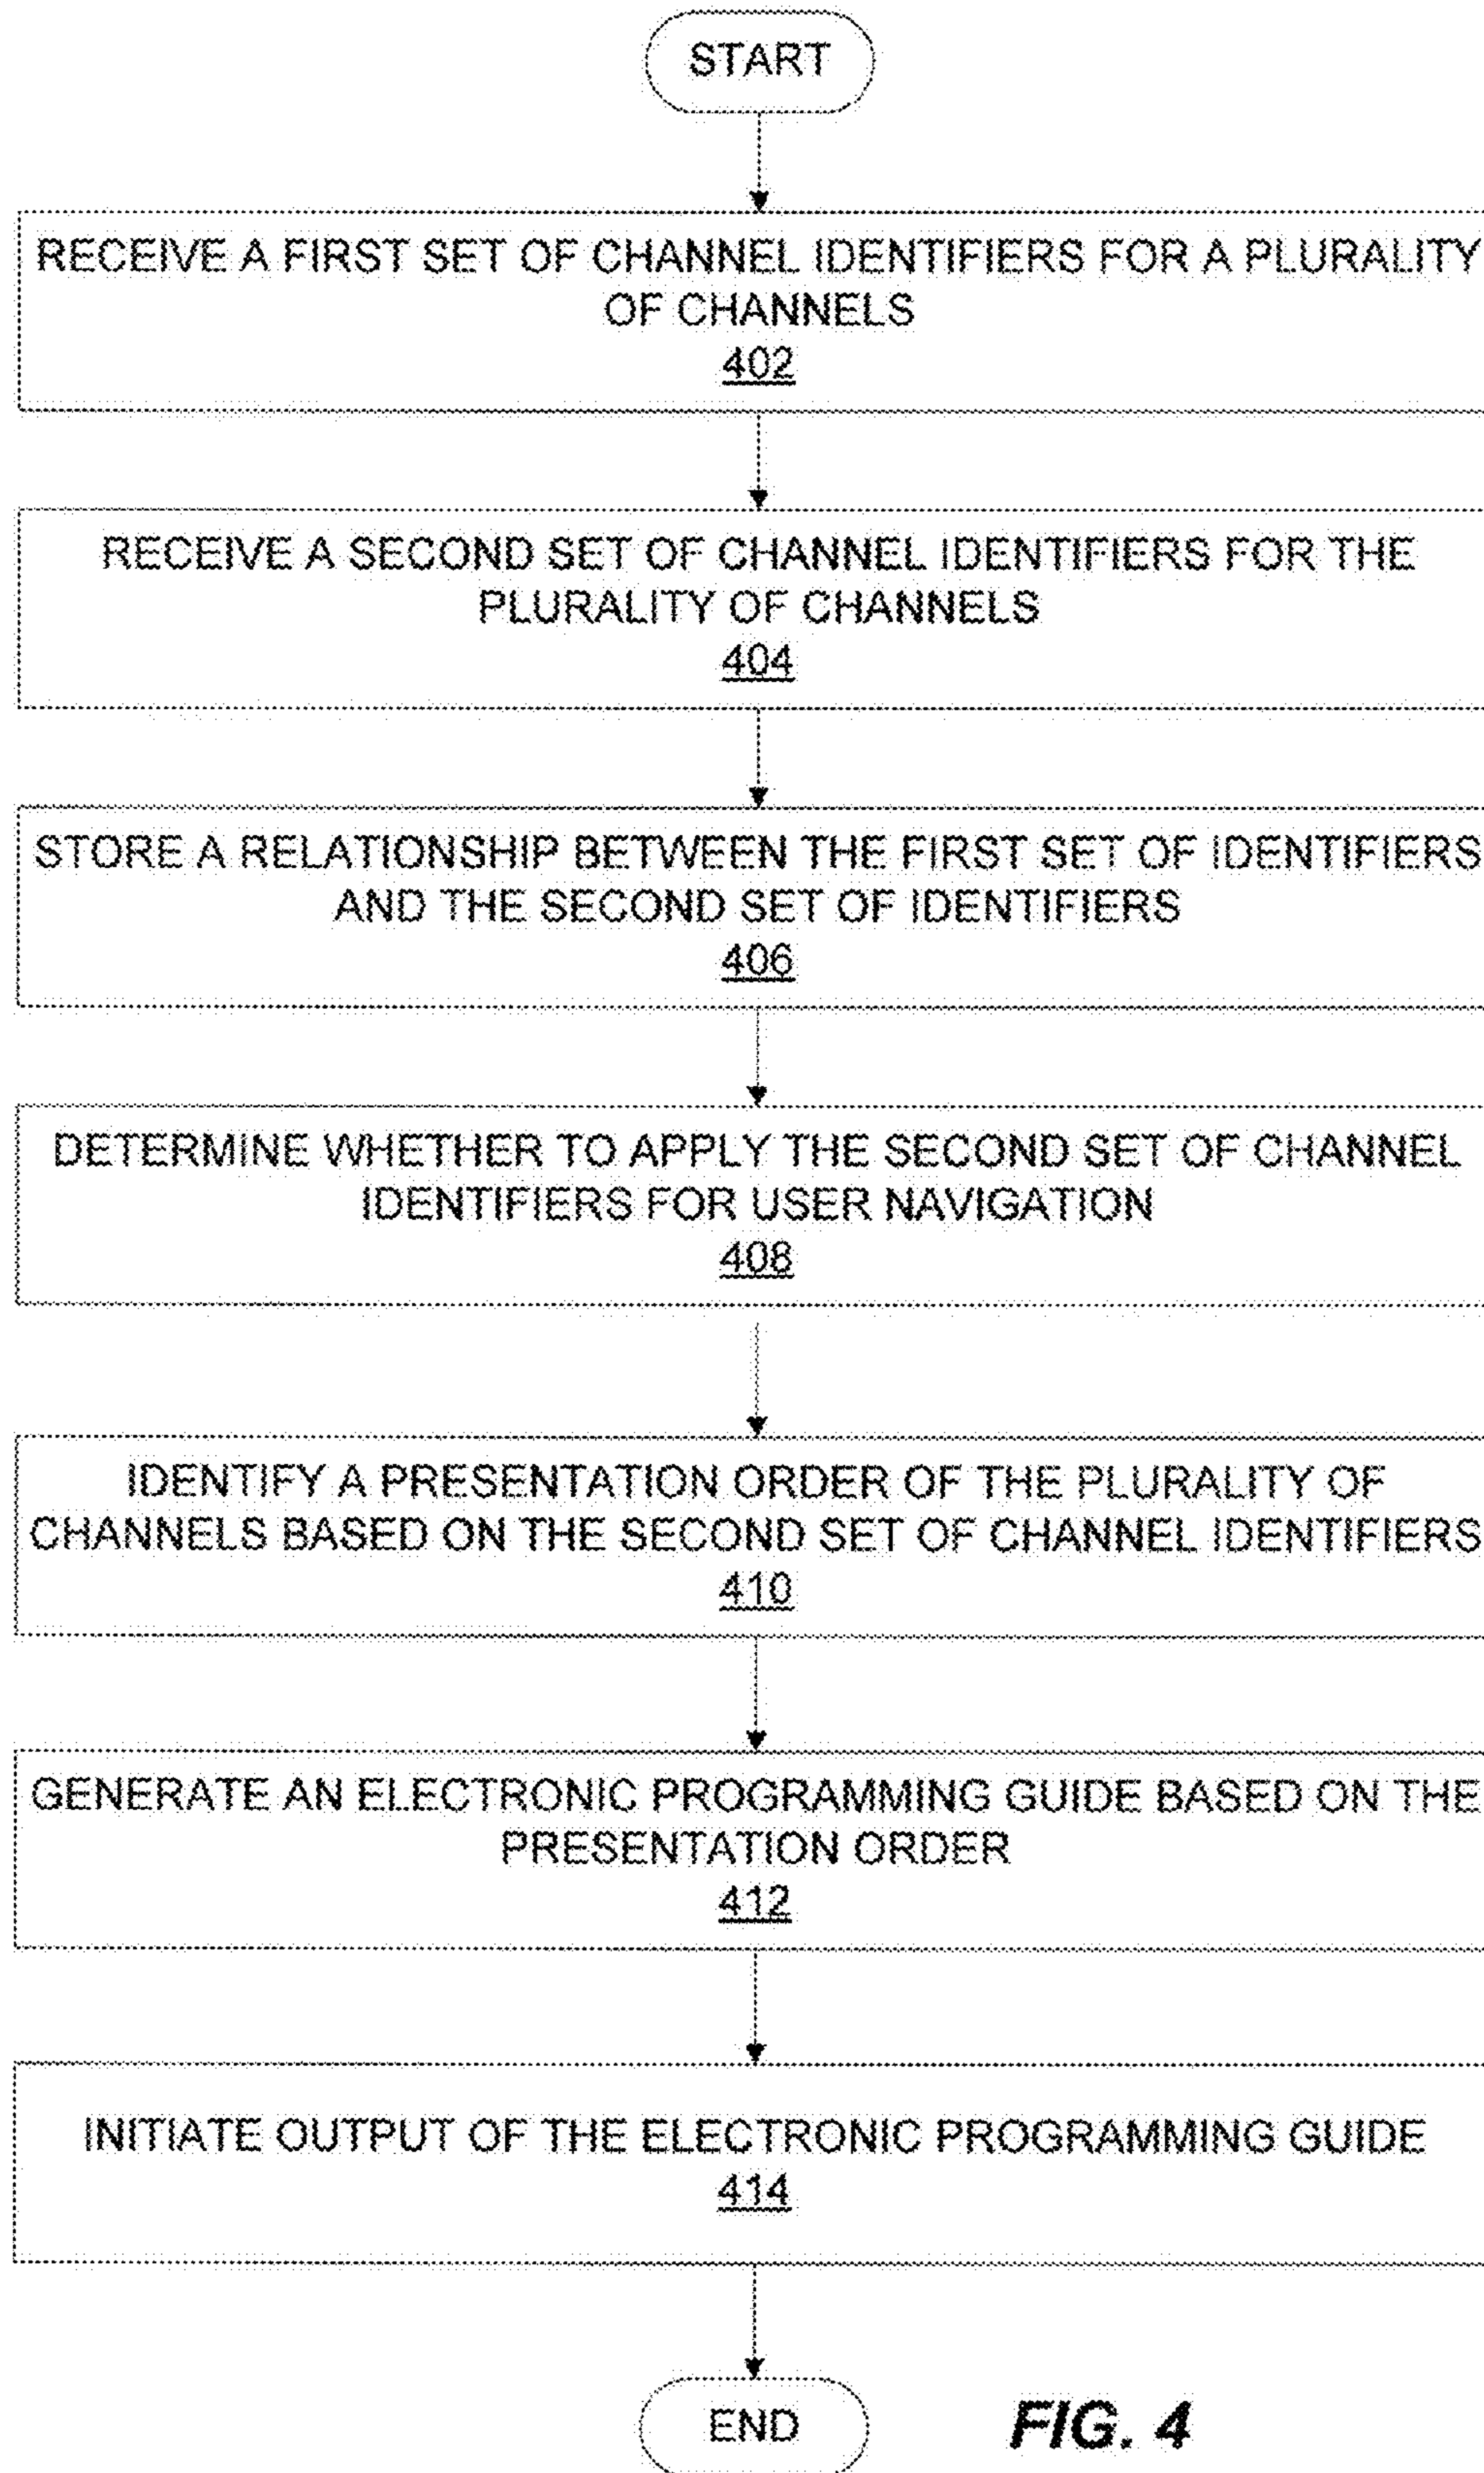 START
RECEIVE A FIRST SET OF CHANNEL IDENTIFIERS FOR A PLURALITY
OF CHANNELS
402
RECEIVE A SECOND SET OF CHANNEL IDENTIFIERS FOR THE
PLURALITY OF CHANNELS
404
STORE A RELATIONSHIP BETWEEN THE FIRST SET OF IDENTIFIERS
AND THE SECOND SET OF IDENTIFIERS
406
DETERMINE WHETHER TO APPLY THE SECOND SET OF CHANNEL
IDENTIFIERS FOR USER NAVIGATION
408
IDENTIFY A PRESENTATION ORDER OF THE PLURALITY OF
CHANNELS BASED ON THE SECOND SET OF CHANNEL IDENTIFIERS
410
GENERATE AN ELECTRONIC PROGRAMMING GUIDE BASED ON THE
PRESENTATION ORDER
412
INITIATE OUTPUT OF THE ELECTRONIC PROGRAMMING GUIDE
414
END
FIG. 4